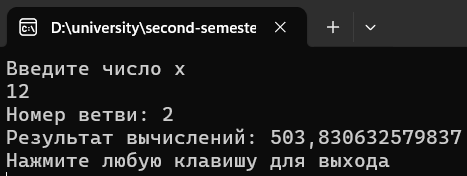 D:\university\second-semeste
Введите число x
12
Номер ветви: 2
Результат вычислений: 503,830632579837
Нажмите любую клавишу для выхода